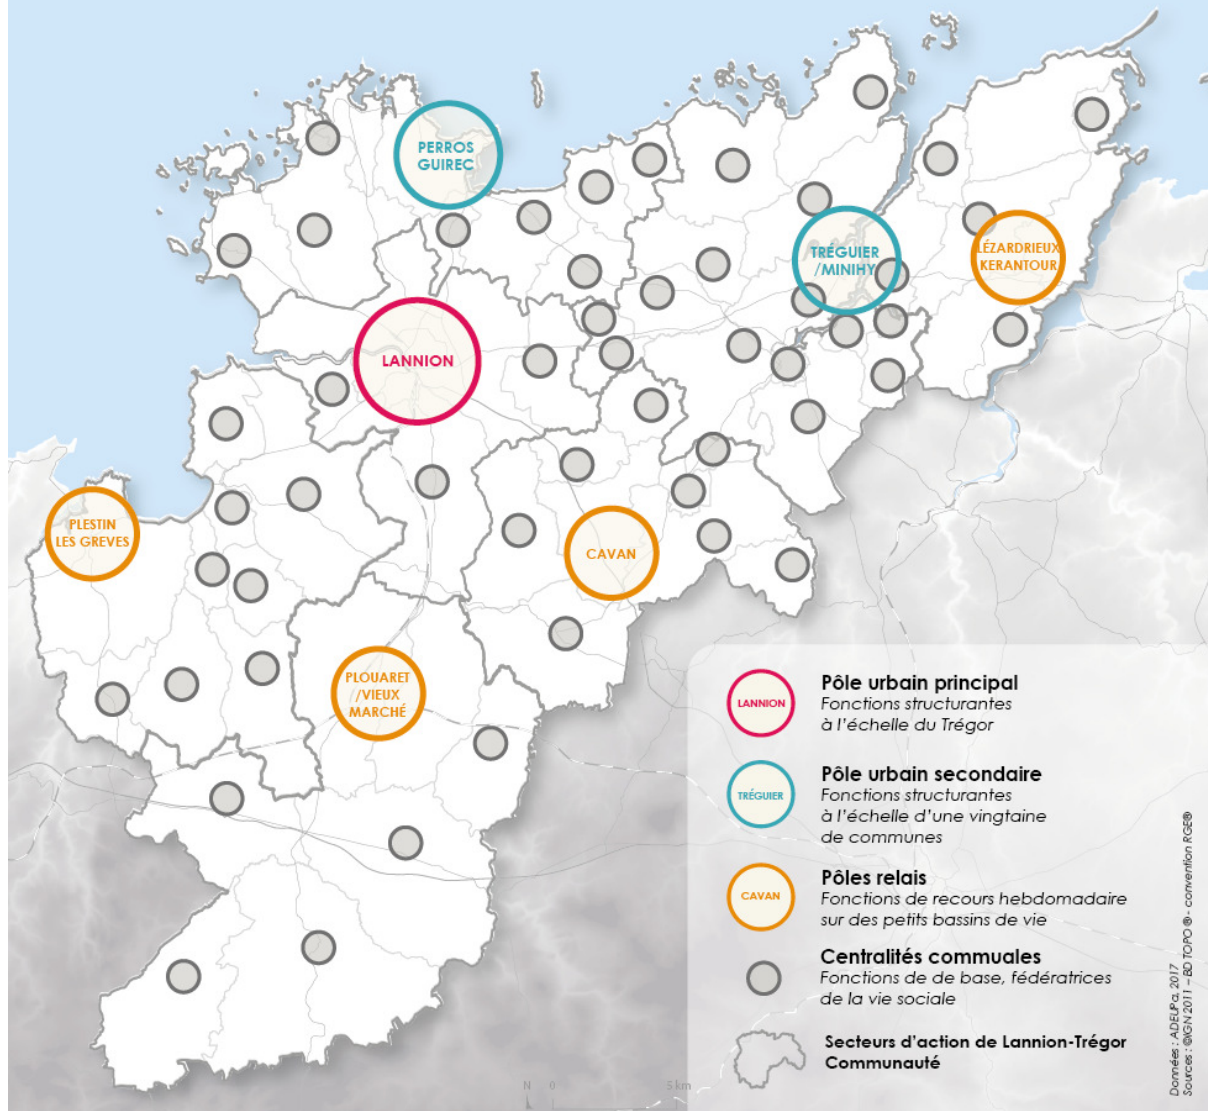 PERROS
GUIREC
TRÉGUIER
/MINIHY
LÉZARDRIEUX
KERANTOUR
LANNION
PLESTIN
LES GREVES
CAVAN
PLOUARET
/VIEUX
MARCHÉ
LANNION
Pôle urbain principal
Fonctions structurantes
à l'échelle du Trégor
TRÉGUIER
Pôle urbain secondaire
Fonctions structurantes
à l'échelle d'une vingtaine
de communes
CAVAN
Pôles relais
Fonctions de recours hebdomadaire
sur des petits bassins de vie
Centralités commuales
Fonctions de de base, fédératrices
de la vie sociale
Secteurs d'action de Lannion-Trégor
Communauté
N 0 5 km
Données : ADEUPa, 2017
Sources : ©IGN 2011 – BD TOPO ® - convention RGE®